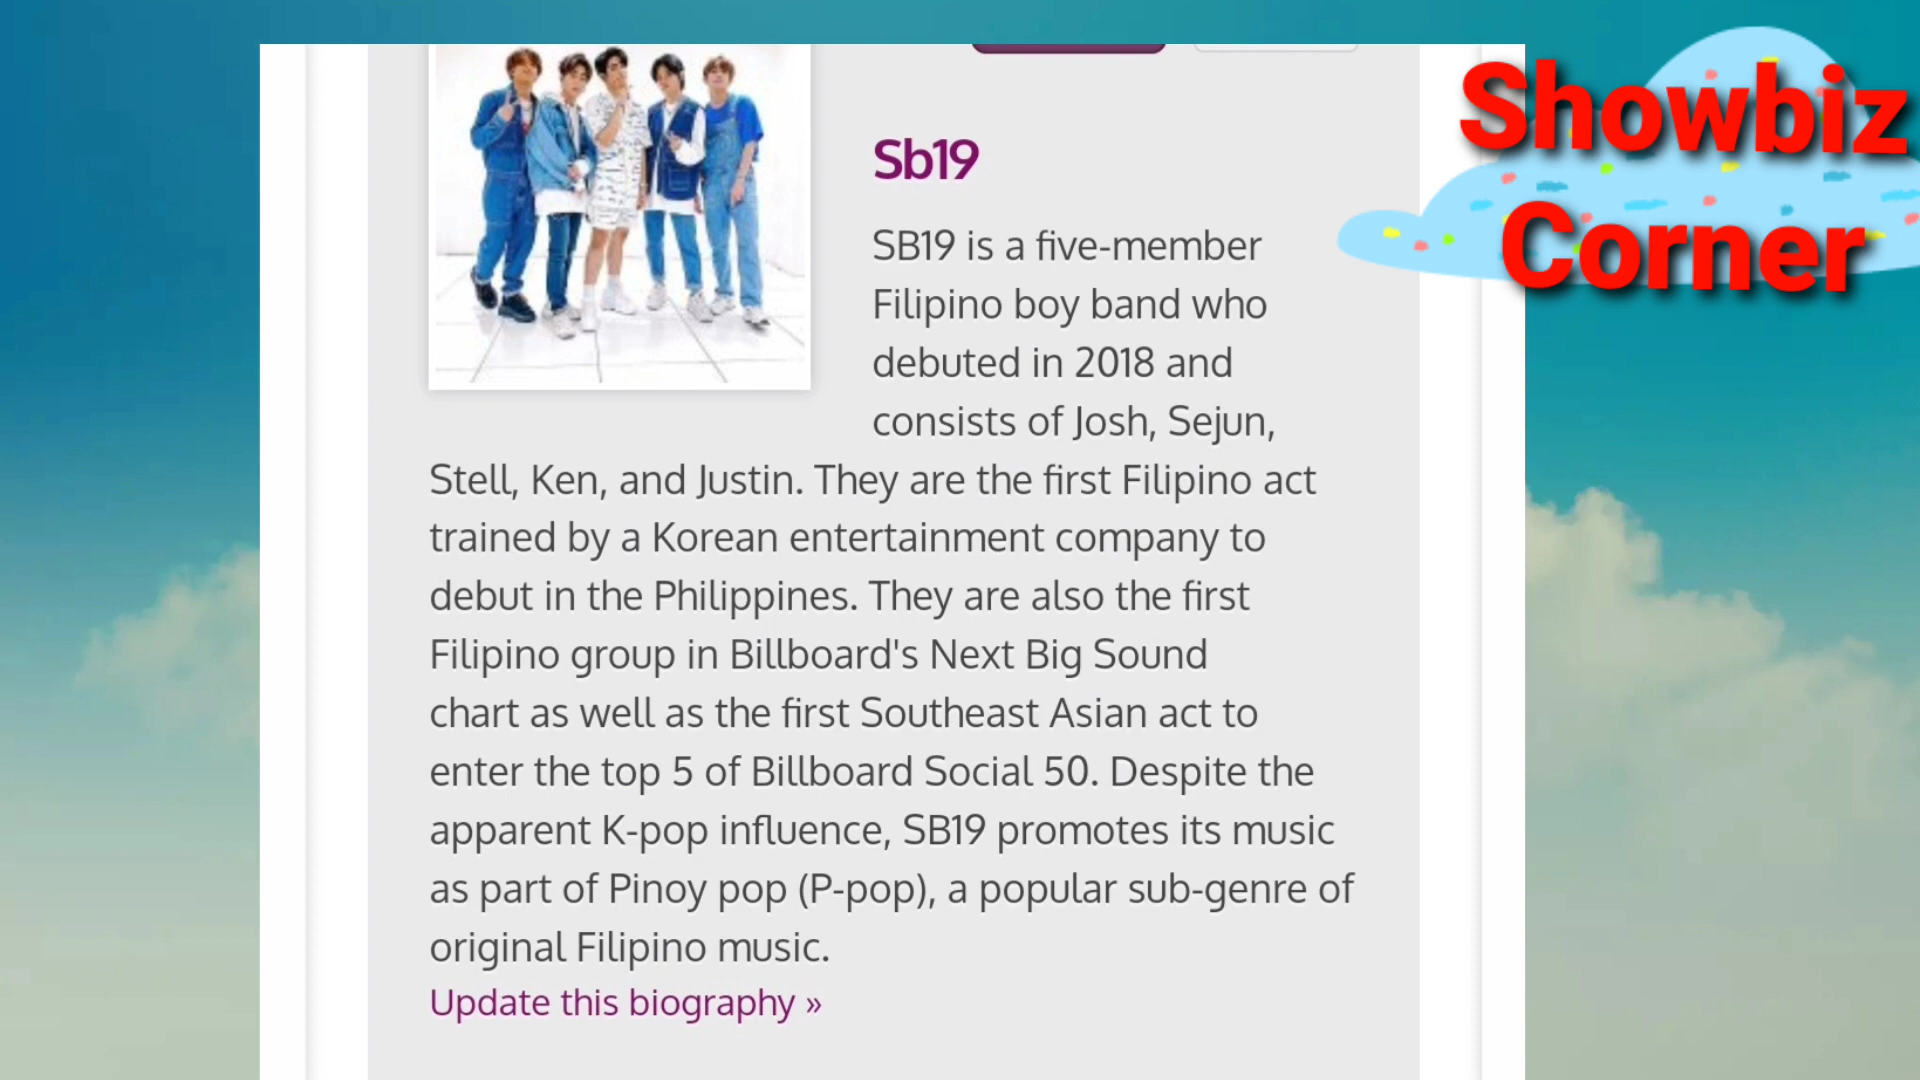 Showbiz
Corner
Sb19
SB19 is a five-member
Filipino boy band who
debuted in 2018 and
consists of Josh, Sejun,
Stell, Ken, and Justin. They are the first Filipino act
trained by a Korean entertainment company to
debut in the Philippines. They are also the first
Filipino group in Billboard's Next Big Sound
chart as well as the first Southeast Asian act to
enter the top 5 of Billboard Social 50. Despite the
apparent K-pop influence, SB19 promotes its music
as part of Pinoy pop (P-pop), a popular sub-genre of
original Filipino music.
Update this biography »